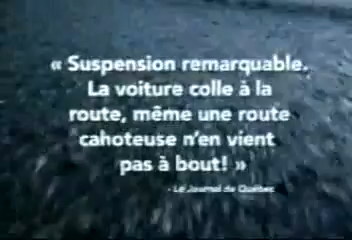 « Suspension remarquable.
La voiture colle à la
route, même une route
cahoteuse n'en vient
pas à bout! »
- Le Journal de Québec